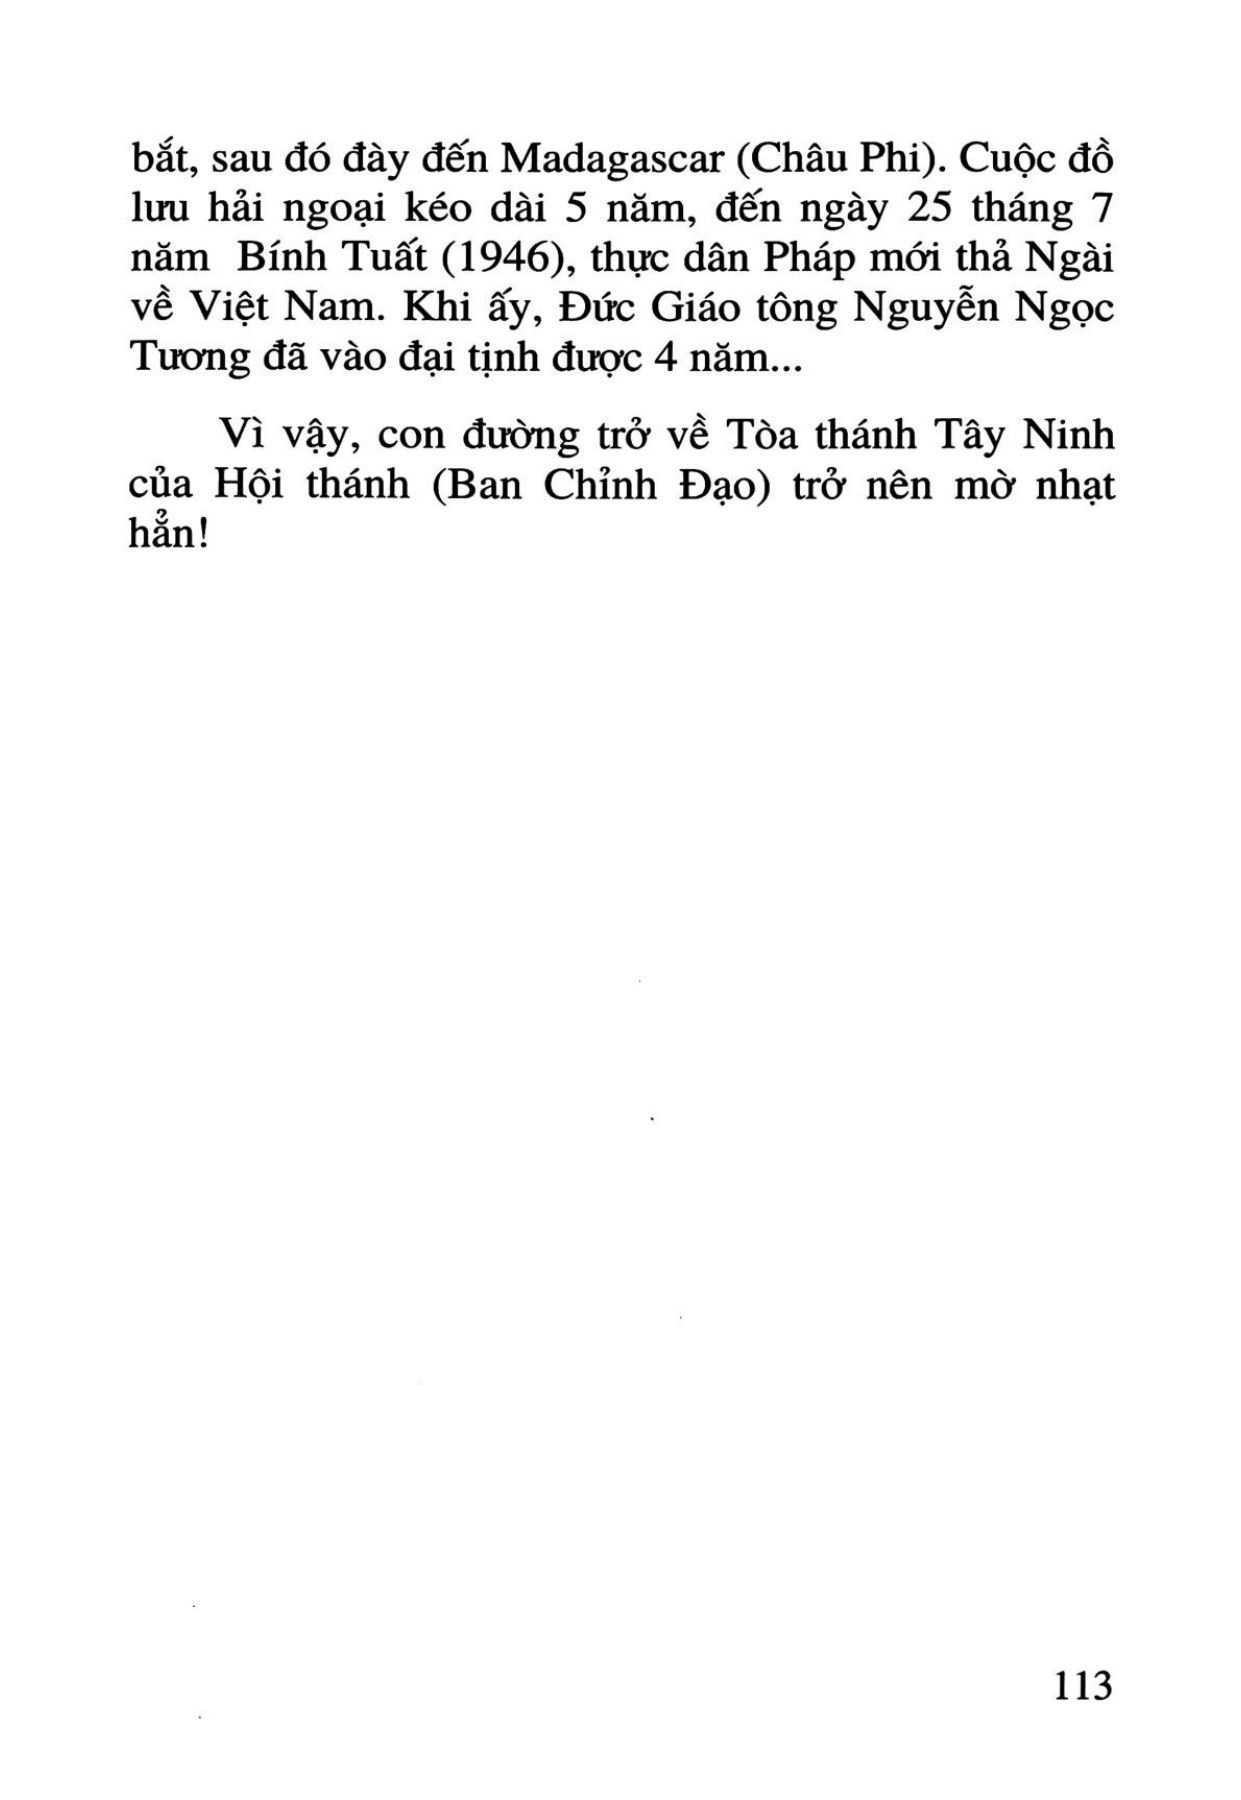 bắt, sau đó đày đến Madagascar (Châu Phi). Cuộc đồ
lưu hải ngoại kéo dài 5 năm, đến ngày 25 tháng 7
năm  Bính Tuất (1946), thực dân Pháp mới thả Ngài
về Việt Nam. Khi ấy, Đức Giáo tông Nguyễn Ngọc
Tương đã vào đại tịnh được 4 năm...
Vì vậy, con đường trở về Tòa thánh Tây Ninh
của Hội thánh (Ban Chỉnh Đạo) trở nên mờ nhạt
hẳn!
113